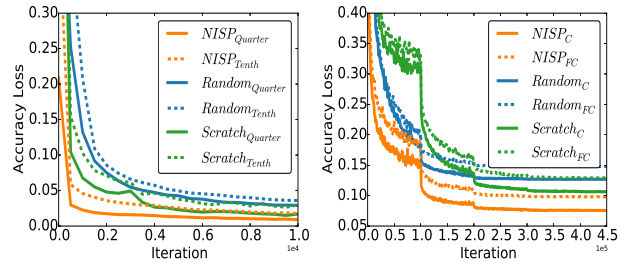 0.30
0.25
0.20
0.15
0.10
0.05
0.00
Accuracy Loss
NISP_Quarter
NISP_Tenth
Random_Quarter
Random_Tenth
Scratch_Quarter
Scratch_Tenth
0.0 0.2 0.4 0.6 0.8 1.0
1e4
Iteration
0.40
0.35
0.30
0.25
0.20
0.15
0.10
0.05
Accuracy Loss
NISP_C
NISP_FC
Random_C
Random_FC
Scratch_C
Scratch_FC
0.0 0.5 1.0 1.5 2.0 2.5 3.0 3.5 4.0 4.5
1e5
Iteration